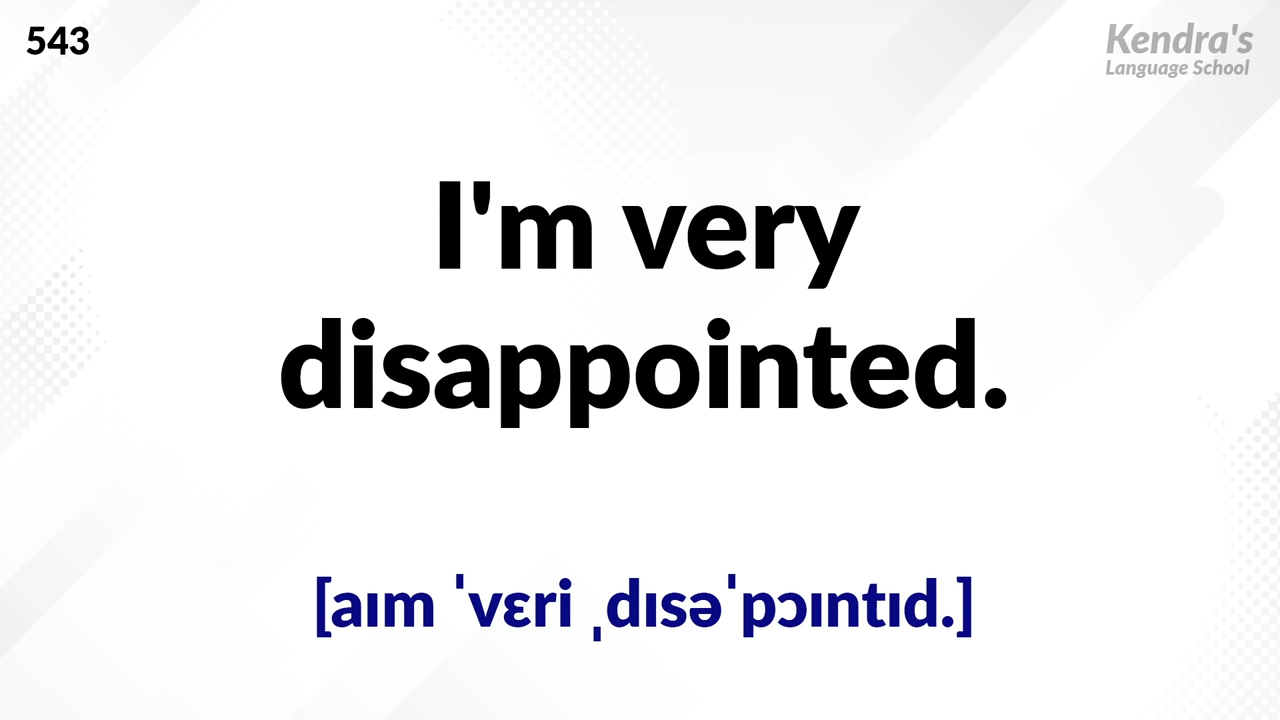 543
Kendra's
Language School
I'm very
disappointed.
[aɪm ˈvɛri ˌdɪsəˈpɔɪntɪd.]